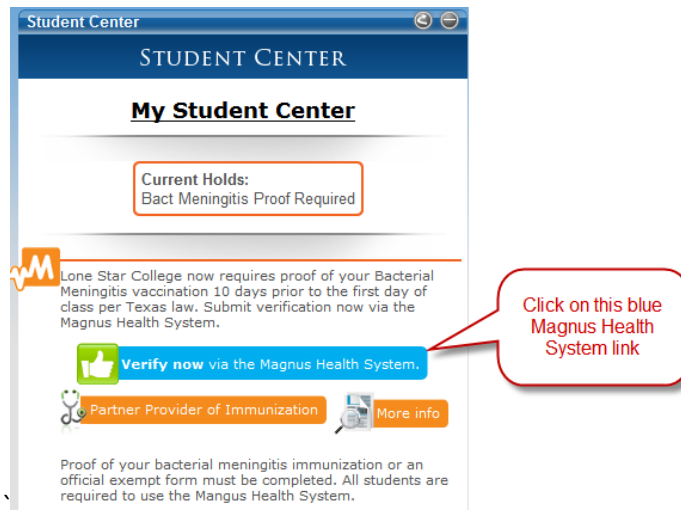 Student Center
STUDENT CENTER
My Student Center
Current Holds:
Bact Meningitis Proof Required
M
Lone Star College now requires proof of your Bacterial
Meningitis vaccination 10 days prior to the first day of
class per Texas law. Submit verification now via the
Magnus Health System.
Verify now via the Magnus Health System.
Partner Provider of Immunization
More info
Click on this blue
Magnus Health
System link
Proof of your bacterial meningitis immunization or an
official exempt form must be completed. All students are
required to use the Mangus Health System.
`